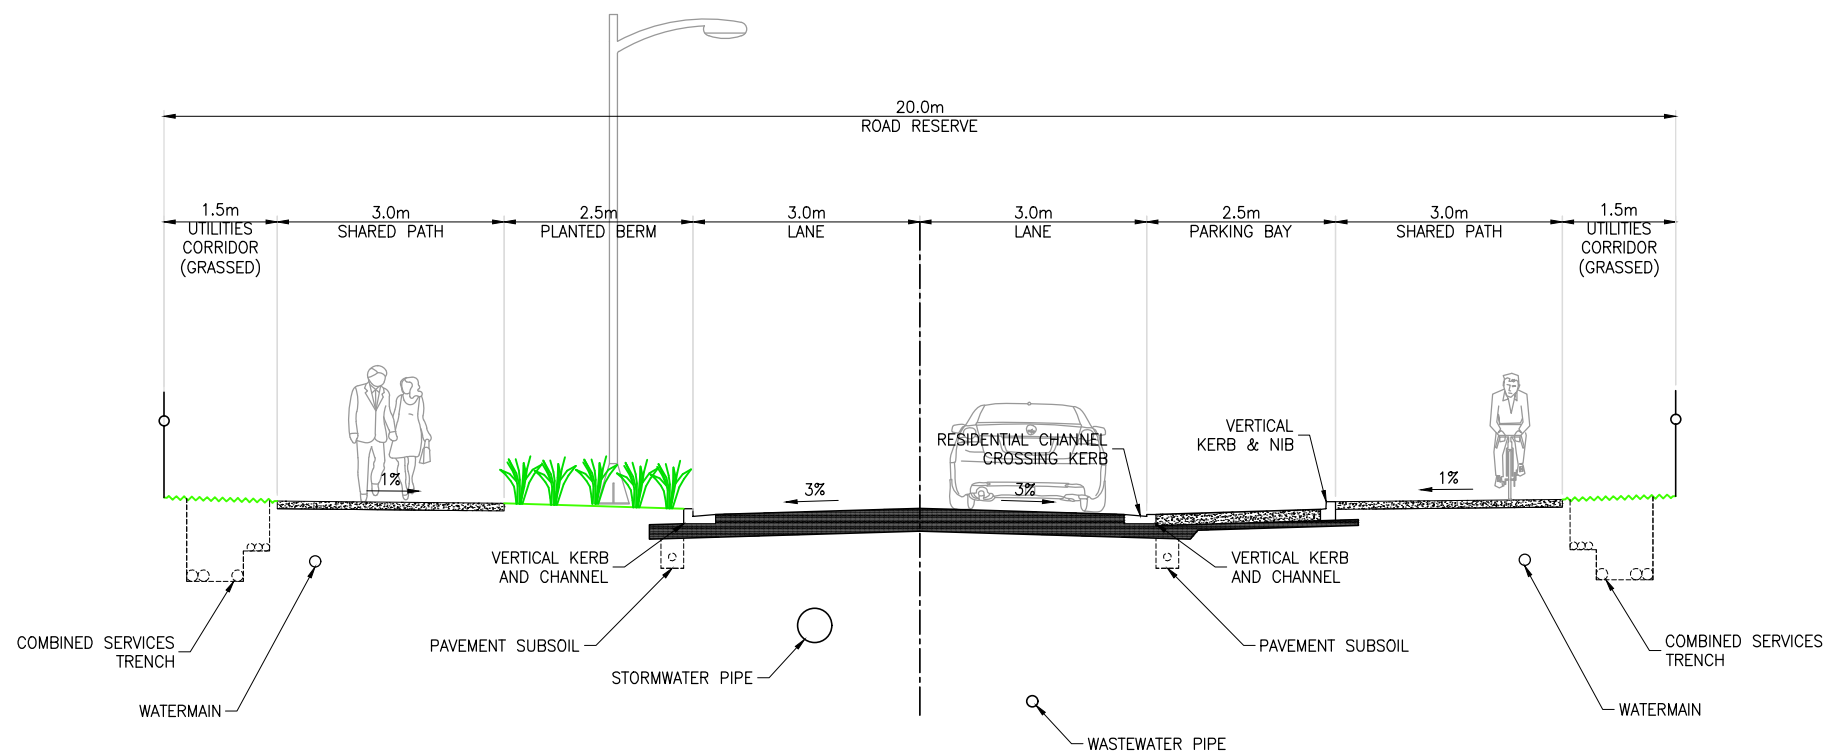 20.0m
ROAD RESERVE
1.5m
UTILITIES
CORRIDOR
(GRASSED)
3.0m
SHARED PATH
2.5m
PLANTED BERM
3.0m
LANE
3.0m
LANE
2.5m
PARKING BAY
3.0m
SHARED PATH
1.5m
UTILITIES
CORRIDOR
(GRASSED)
RESIDENTIAL CHANNEL
CROSSING KERB
VERTICAL
KERB & NIB
1%
3%
3%
1%
VERTICAL KERB
AND CHANNEL
VERTICAL KERB
AND CHANNEL
COMBINED SERVICES
TRENCH
PAVEMENT SUBSOIL
PAVEMENT SUBSOIL
COMBINED SERVICES
TRENCH
STORMWATER PIPE
WATERMAIN
WATERMAIN
WASTEWATER PIPE